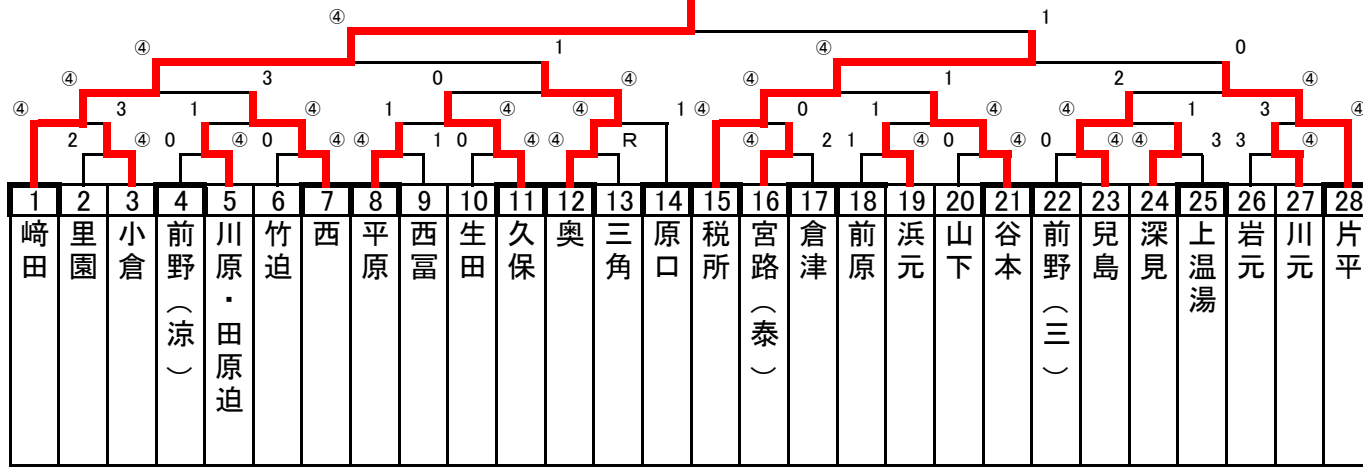 ④ 1
④ 1 ④ 0
④ 3 0 ④ ④ 1 2 ④
④ 3 1 ④ 1 ④ ④ 1 ④ 0 1 ④ ④ 1 3 ④
2 ④ 0 ④ 0 ④ ④ 1 0 ④ ④ R ④ 2 1 ④ 0 ④ 0 ④ ④ 3 3 ④
1 2 3 4 5 6 7 8 9 10 11 12 13 14 15 16 17 18 19 20 21 22 23 24 25 26 27 28
﨑田
里園
小倉
前野（涼）
川原・田原迫
竹迫
西
平原
西冨
生田
久保
奥
三角
原口
税所
宮路（泰）
倉津
前原
浜元
山下
谷本
前野（三）
兒島
深見
上温湯
岩元
川元
片平